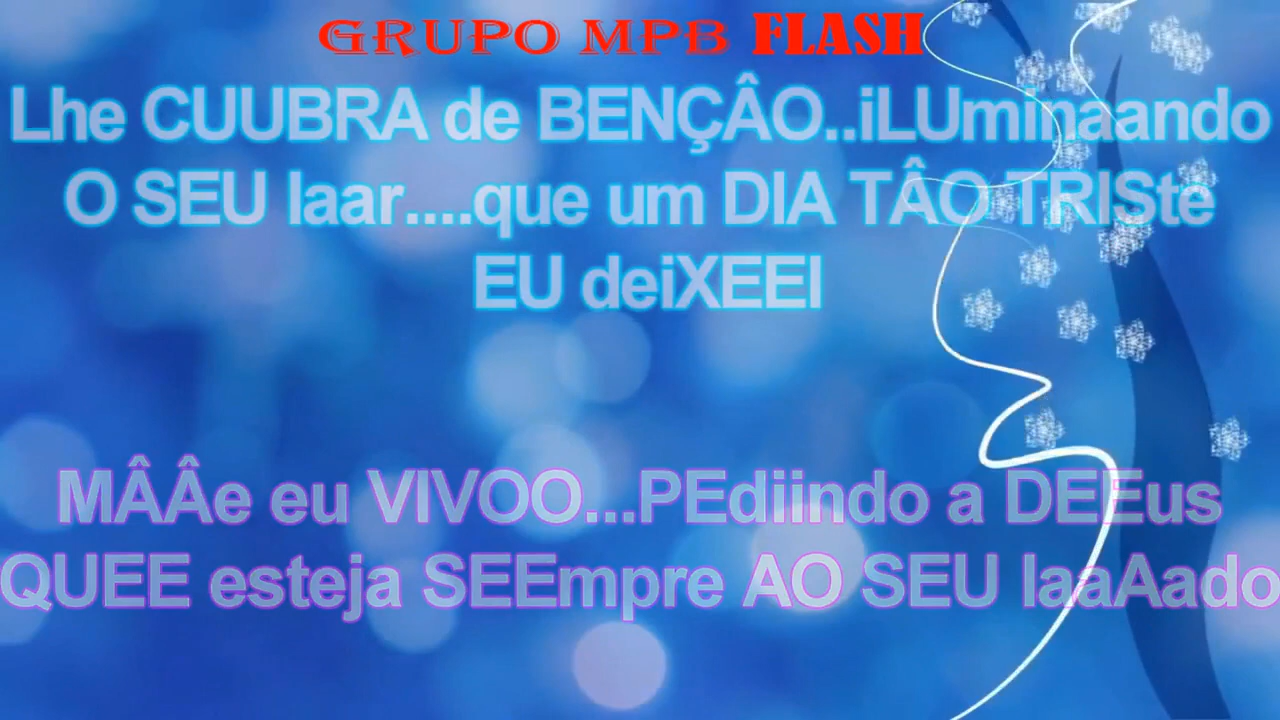 GRUPO MPB FLASH
Lhe CUUBRA de BENÇÂO..iLUminaando
O SEU laar....que um DIA TÂO TRISte
EU deiXEEI
MÂÂe eu VIVOO...PEdiindo a DEEus
QUEE esteja SEEmpre AO SEU laaAado